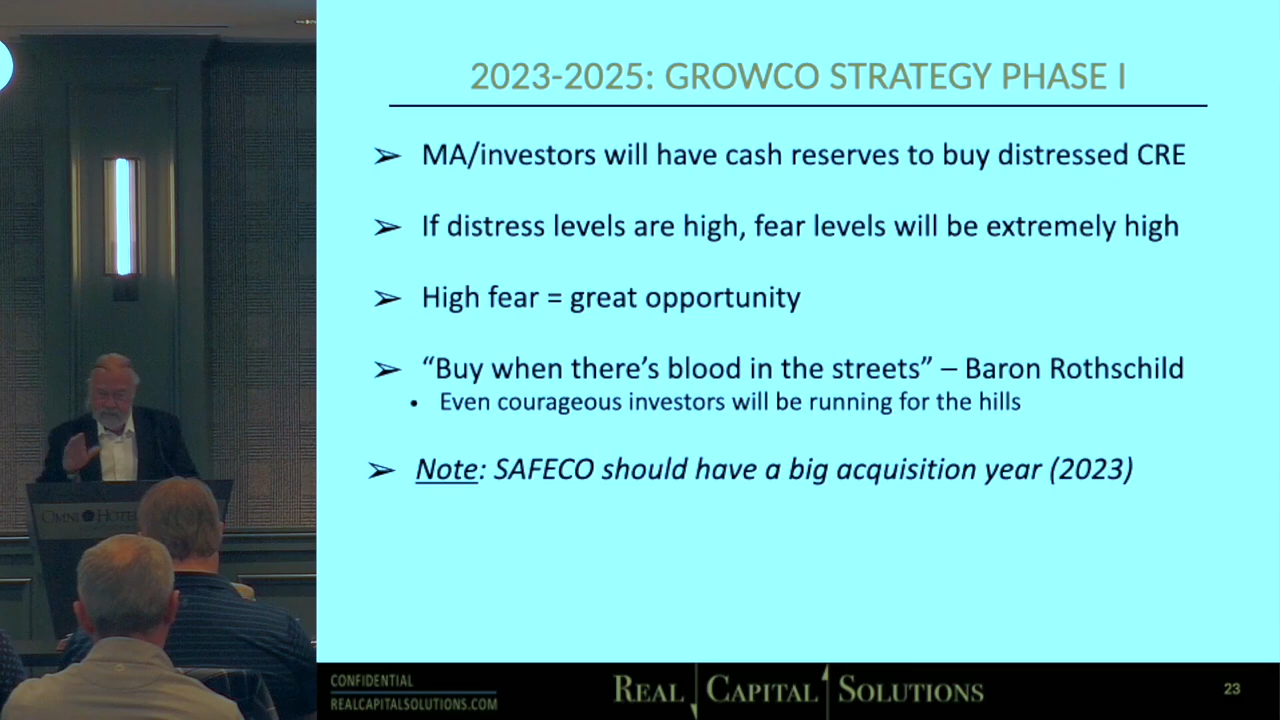 2023-2025: GROWCO STRATEGY PHASE I
➢ MA/investors will have cash reserves to buy distressed CRE
➢ If distress levels are high, fear levels will be extremely high
➢ High fear = great opportunity
➢ “Buy when there’s blood in the streets” – Baron Rothschild
• Even courageous investors will be running for the hills
➢ Note: SAFECO should have a big acquisition year (2023)
OMNI HOTEL
CONFIDENTIAL
REALCAPITALSOLUTIONS.COM
REAL CAPITAL SOLUTIONS
23